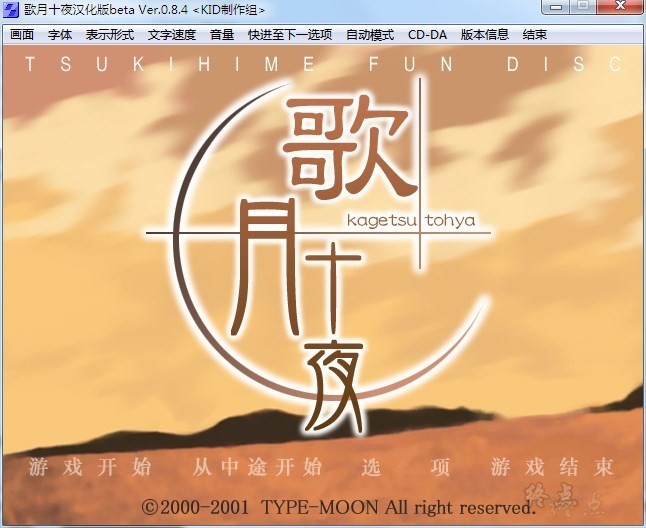 歌月十夜汉化版beta Ver.0.8.4 <KID制作组>
画面 字体 表示形式 文字速度 音量 快进至下一选项 自动模式 CD-DA 版本信息 结束
TSUKIHIME FUN DISC
歌月十夜
kagetsu tohya
游戏开始 从中途开始 选项 游戏结束
终点
©2000-2001 TYPE-MOON All right reserved.